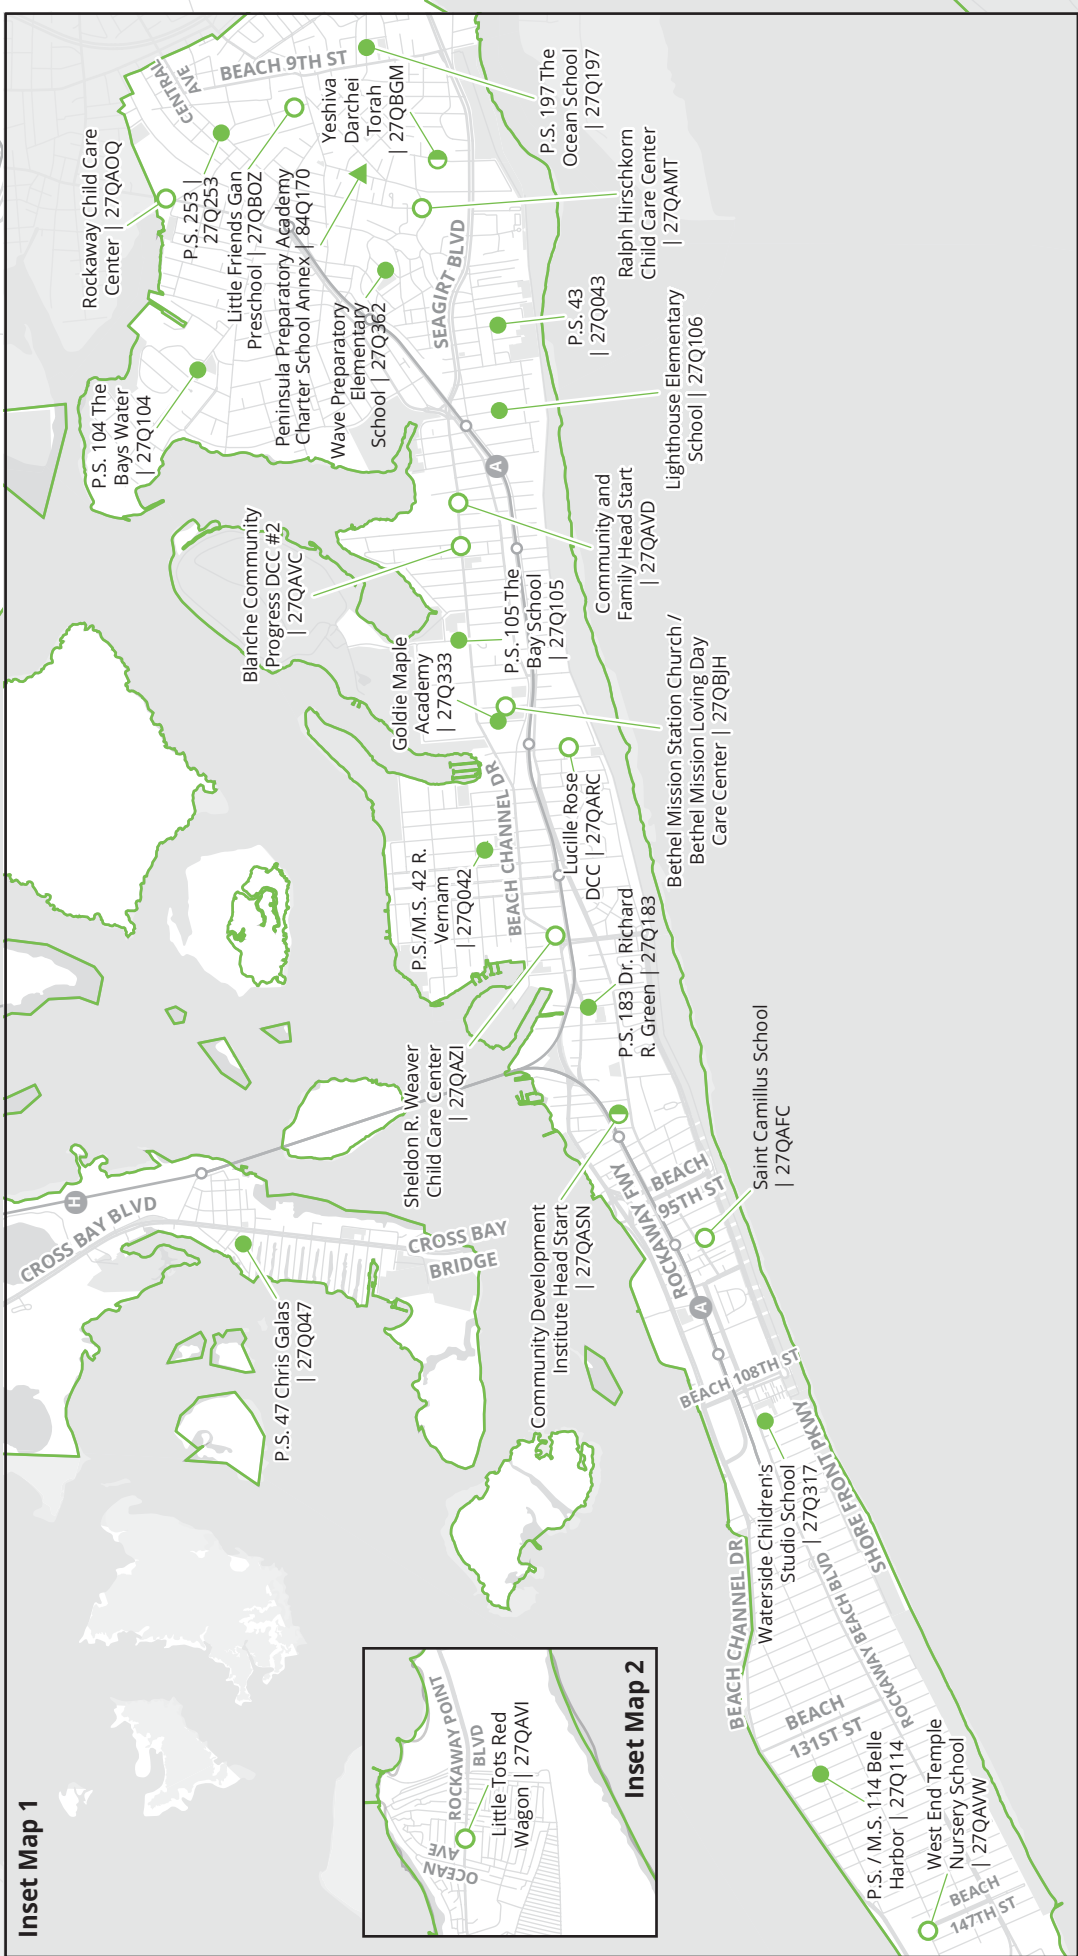 Inset Map 1
Rockaway Child Care
Center | 27QAOQ
CENTRAL
AVE
BEACH 9TH ST
P.S. 253 |
27Q253
Little Friends Gan
Preschool | 27QBOZ
Yeshiva
Darchei
Torah
| 27QBGM
P.S. 197 The
Ocean School
| 27Q197
Peninsula Preparatory Academy
Charter School Annex | 84Q170
Wave Preparatory
Elementary
School | 27Q362
SEAGIRT BLVD
Ralph Hirschkorn
Child Care Center
| 27QAMT
P.S. 43
| 27Q043
P.S. 104 The
Bays Water
| 27Q104
Lighthouse Elementary
School | 27Q106
A
Blanche Community
Progress DCC #2
| 27QAVC
Community and
Family Head Start
| 27QAVD
P.S. 105 The
Bay School
| 27Q105
Goldie Maple
Academy
| 27Q333
Bethel Mission Station Church /
Bethel Mission Loving Day
Care Center | 27QBJH
Lucille Rose
DCC | 27QARC
BEACH CHANNEL DR
P.S./M.S. 42 R.
Vernam
| 27Q042
P.S. 183 Dr. Richard
R. Green | 27Q183
Sheldon R. Weaver
Child Care Center
| 27QAZI
Saint Camillus School
| 27QAFC
H
CROSS BAY BLVD
CROSS BAY
BRIDGE
P.S. 47 Chris Galas
| 27Q047
Community Development
Institute Head Start
| 27QASN
ROCKAWAY FWY
BEACH
95TH ST
A
BEACH 108TH ST
Waterside Children's
Studio School
| 27Q317
SHORE FRONT PKWY
BEACH CHANNEL DR
ROCKAWAY BEACH BLVD
BEACH
131ST ST
P.S. / M.S. 114 Belle
Harbor | 27Q114
West End Temple
Nursery School
| 27QAVW
BEACH
147TH ST
ROCKAWAY POINT
BLVD
OCEAN
AVE
Little Tots Red
Wagon | 27QAVI
Inset Map 2